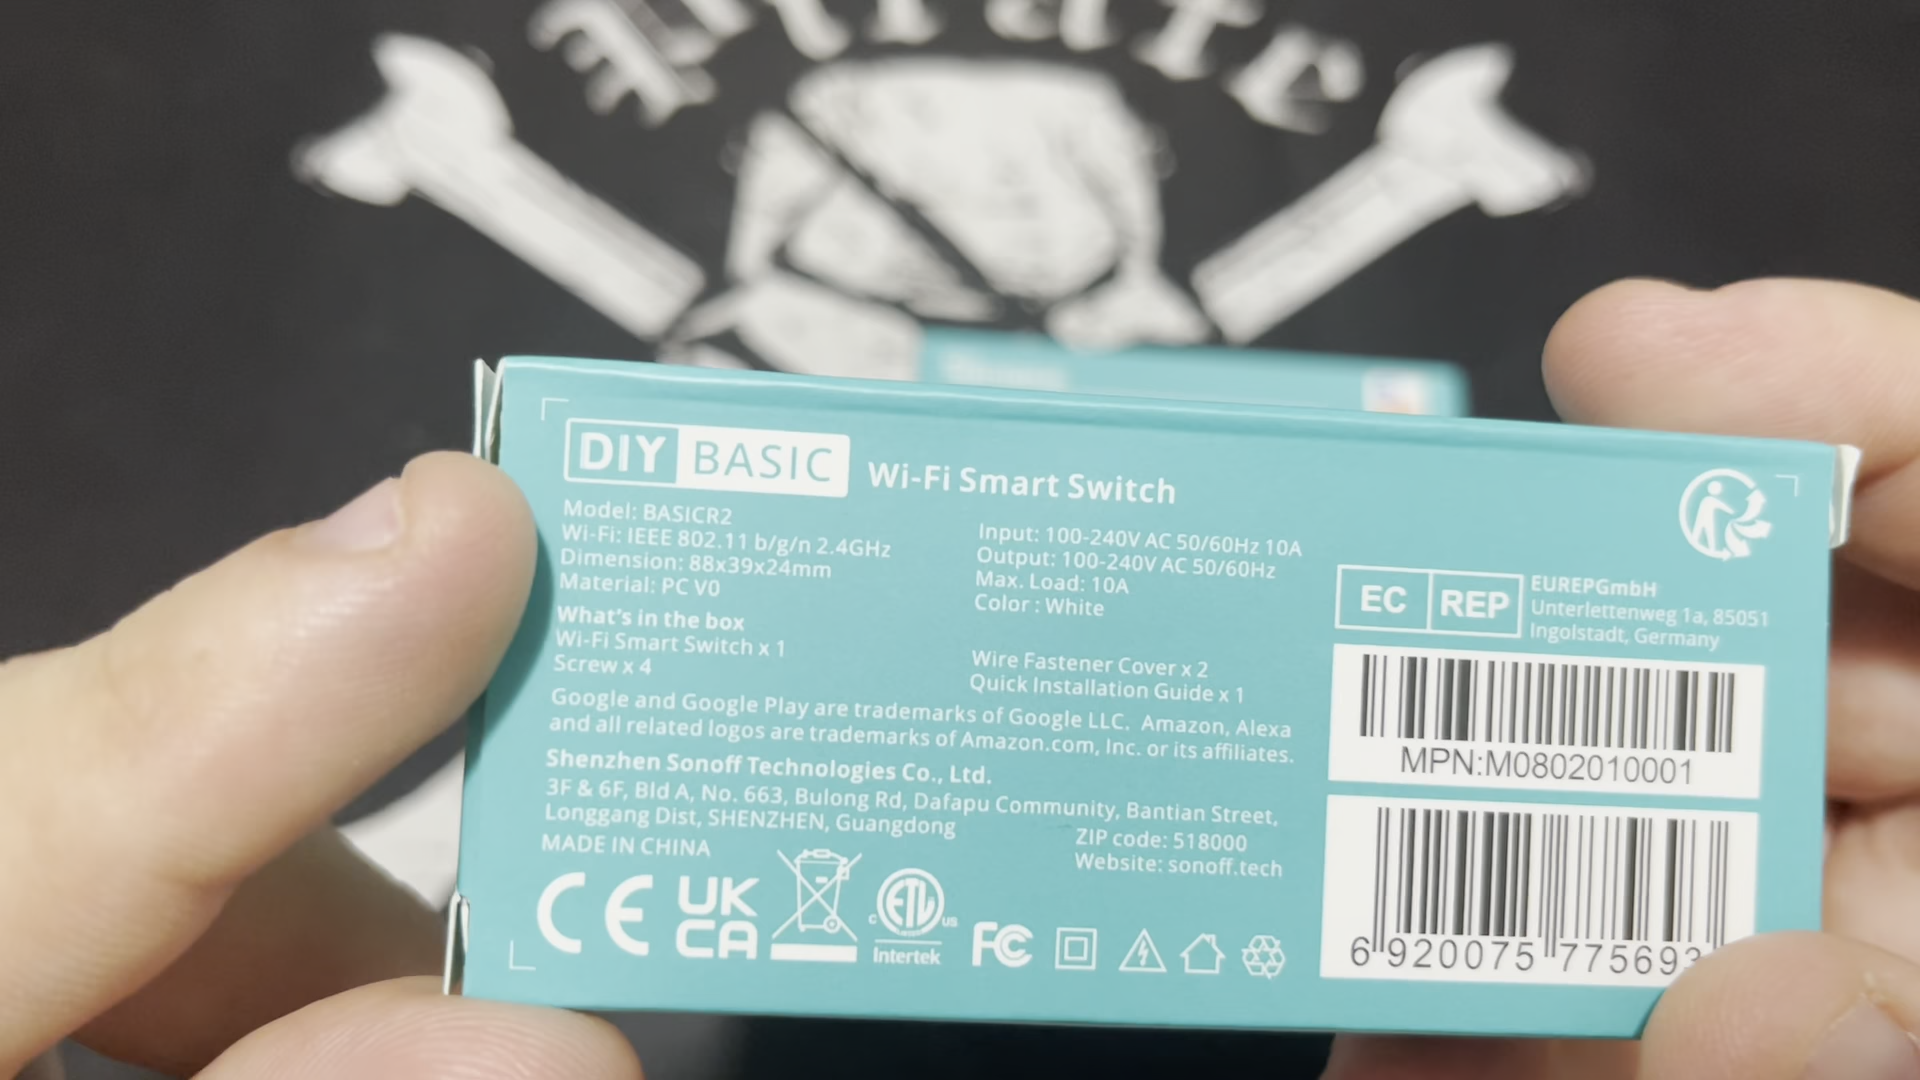 DIY BASIC Wi-Fi Smart Switch
Model: BASICR2
Wi-Fi: IEEE 802.11 b/g/n 2.4GHz
Dimension: 88x39x24mm
Material: PC V0
Input: 100-240V AC 50/60Hz 10A
Output: 100-240V AC 50/60Hz
Max. Load: 10A
Color : White
What's in the box
Wi-Fi Smart Switch x 1
Screw x 4
Wire Fastener Cover x 2
Quick Installation Guide x 1
Google and Google Play are trademarks of Google LLC. Amazon, Alexa
and all related logos are trademarks of Amazon.com, Inc. or its affiliates.
Shenzhen Sonoff Technologies Co., Ltd.
3F & 6F, Bld A, No. 663, Bulong Rd, Dafapu Community, Bantian Street,
Longgang Dist, SHENZHEN, Guangdong
ZIP code: 518000
MADE IN CHINA
Website: sonoff.tech
CE
UK
CA
C ETL US
Intertek
FC
EC REP
EUREPGmbH
Unterlettenweg 1a, 85051
Ingolstadt, Germany
MPN:M0802010001
6 920075 77569